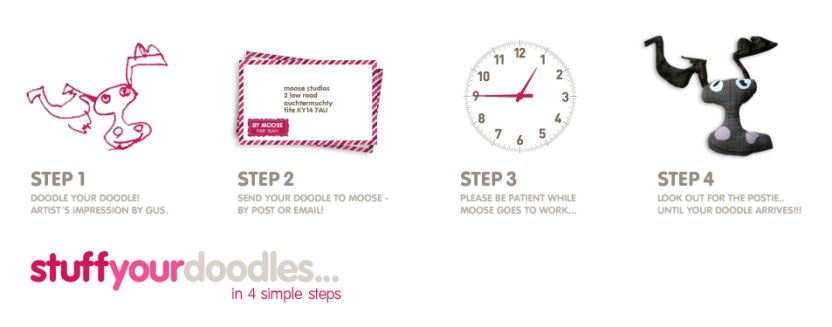 moose studios
2 low road
auchtermuchty
fife KY14 7AU
BY MOOSE
PAR ELAN
12
1
2
3
4
5
6
7
8
9
10
11
STEP 1
DOODLE YOUR DOODLE!
ARTIST'S IMPRESSION BY GUS.
STEP 2
SEND YOUR DOODLE TO MOOSE -
BY POST OR EMAIL!
STEP 3
PLEASE BE PATIENT WHILE
MOOSE GOES TO WORK...
STEP 4
LOOK OUT FOR THE POSTIE..
UNTIL YOUR DOODLE ARRIVES!!!
stuffyourdoodles...
in 4 simple steps